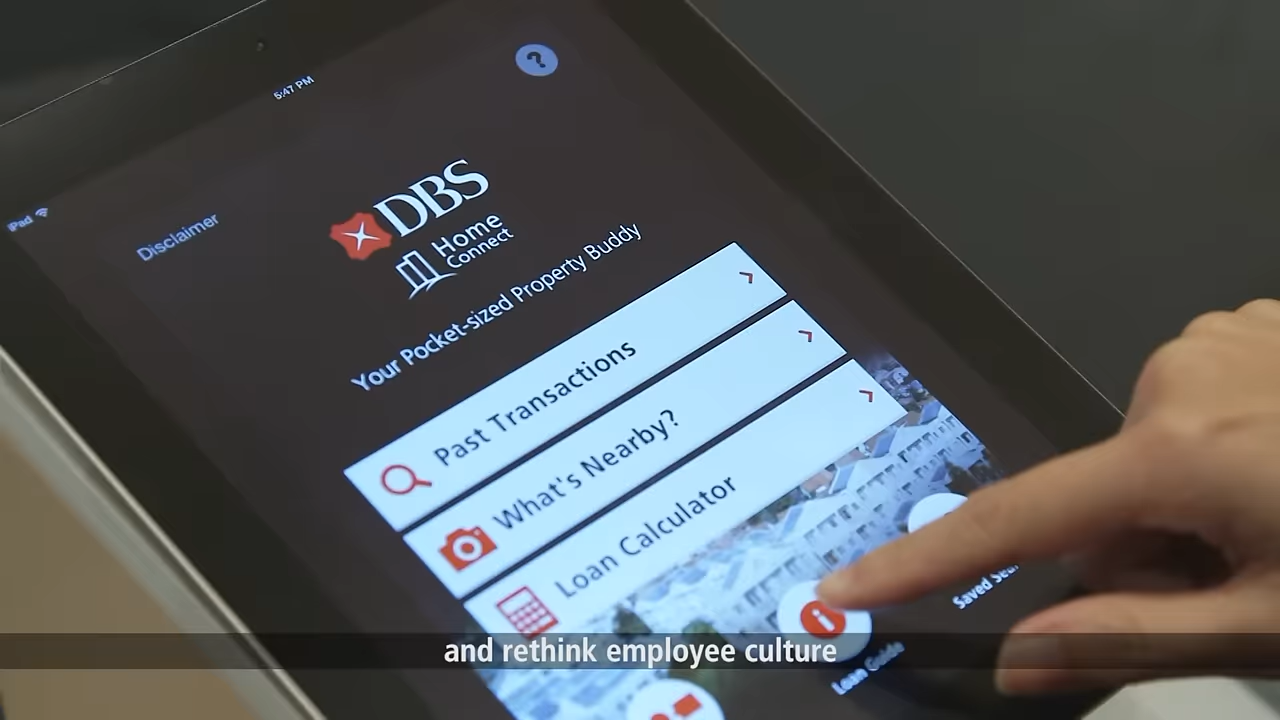 5:47 PM
iPad
Disclaimer
?
DBS
Home
Connect
Your Pocket-sized Property Buddy
Past Transactions
What's Nearby?
Loan Calculator
i
Loan Guide
Saved
and rethink employee culture